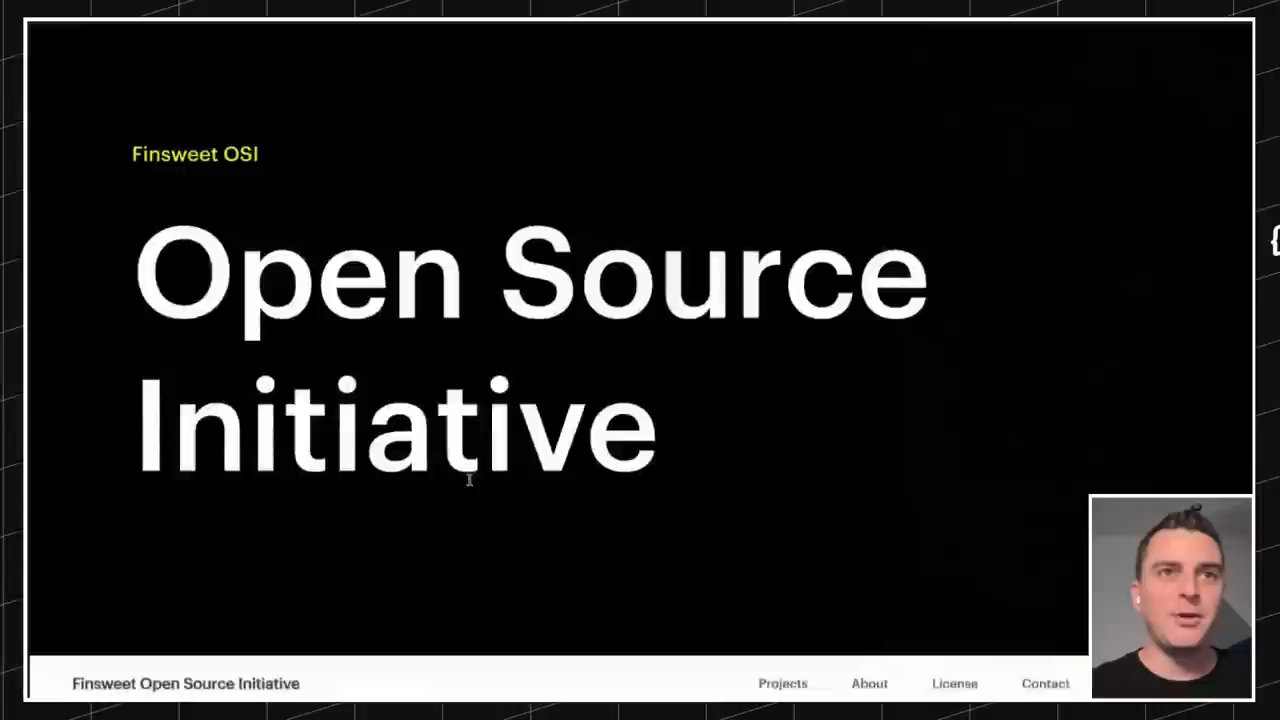 Finsweet OSI
Open Source
Initiative
{
Finsweet Open Source Initiative
Projects
About
License
Contact